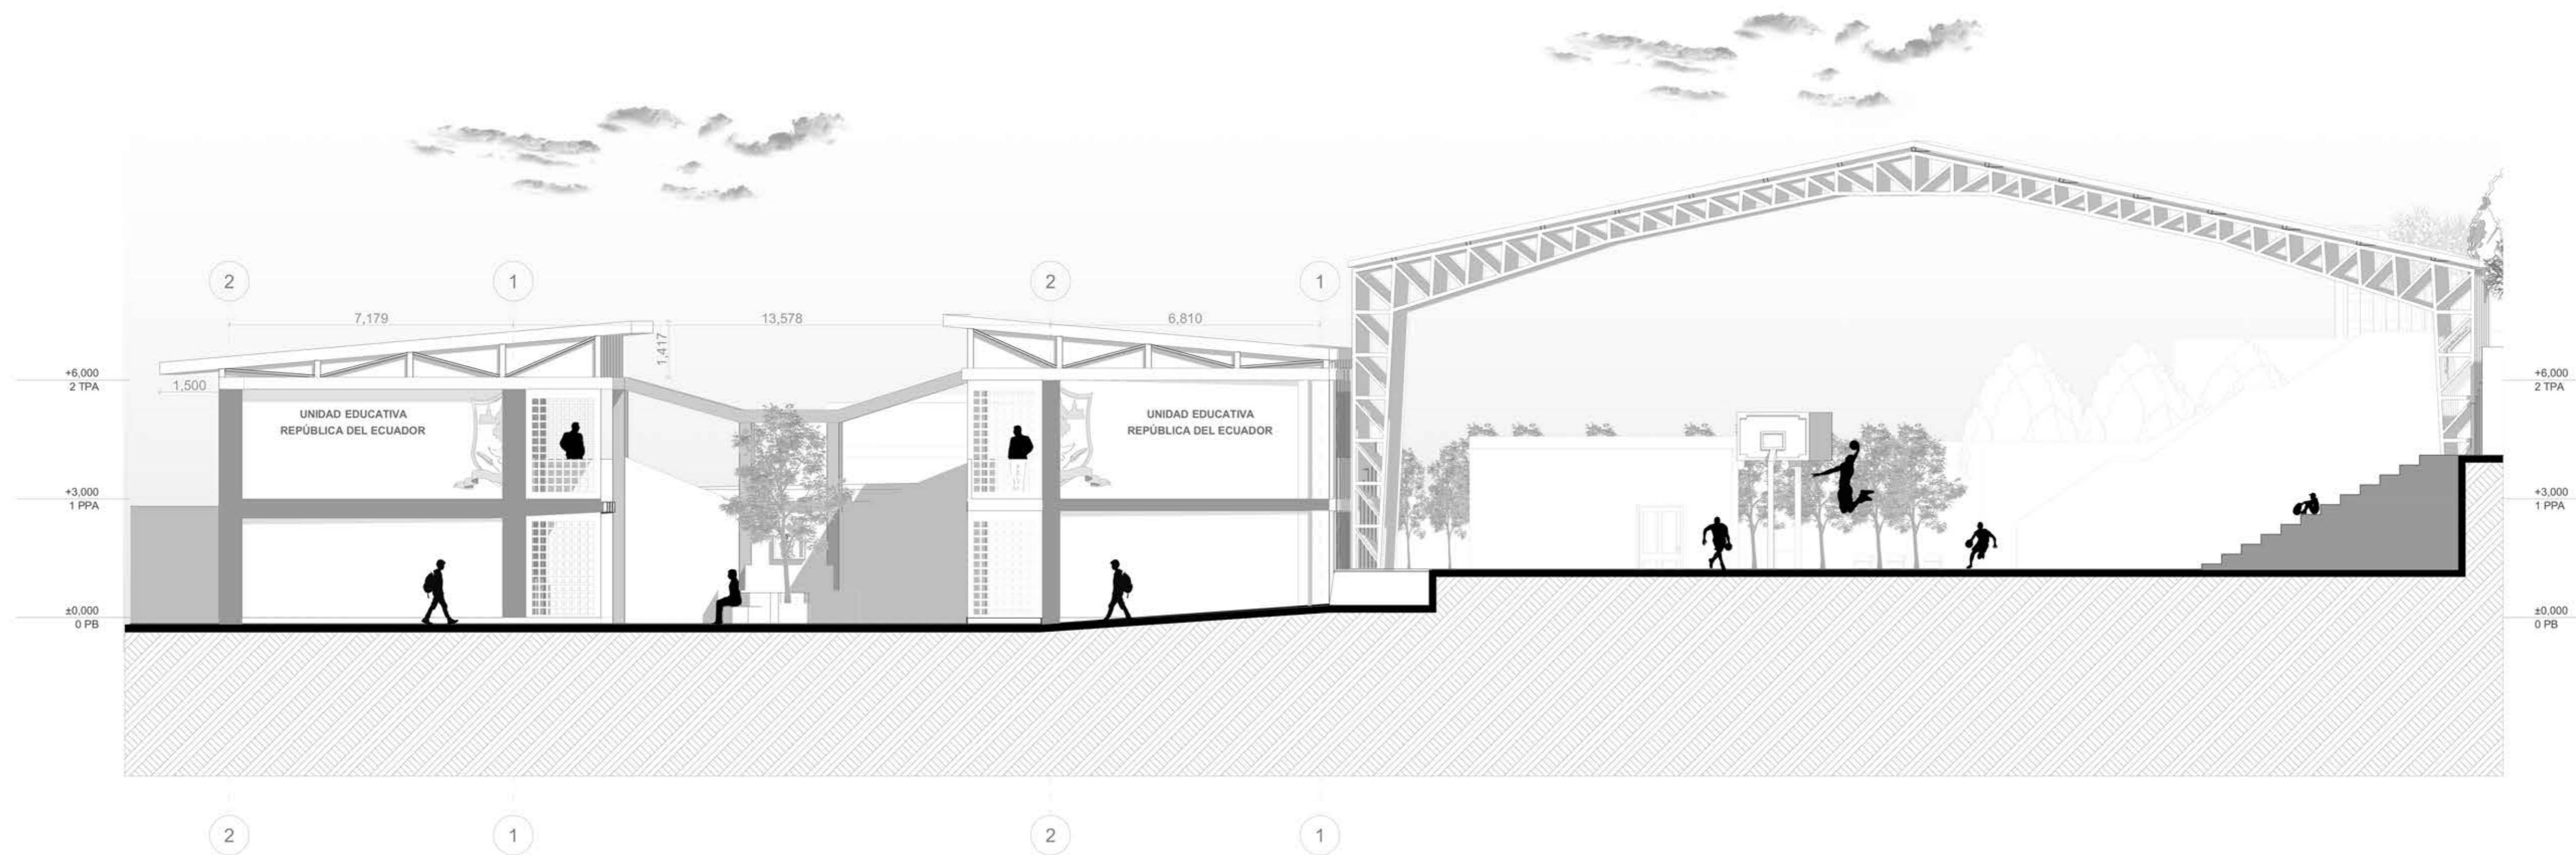 2
1
2
1
7,179
13,578
6,810
1,417
1,500
+6,000
2 TPA
+6,000
2 TPA
UNIDAD EDUCATIVA
REPÚBLICA DEL ECUADOR
UNIDAD EDUCATIVA
REPÚBLICA DEL ECUADOR
+3,000
1 PPA
+3,000
1 PPA
±0,000
0 PB
±0,000
0 PB
2
1
2
1